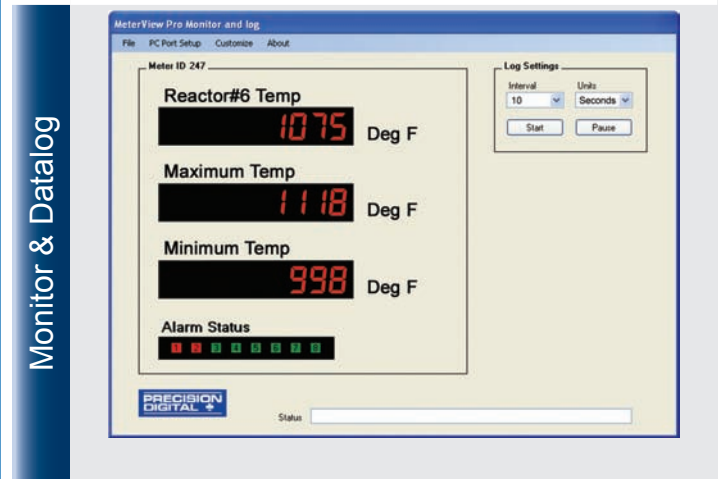 Monitor & Datalog
MeterView Pro Monitor and log
File PC Port Setup Customize About
Meter ID 247
Reactor#6 Temp
1075 Deg F
Maximum Temp
1118 Deg F
Minimum Temp
998 Deg F
Alarm Status
1 2 3 4 5 6 7 8
Log Settings
Interval Units
10 Seconds
Start Pause
PRECISION
DIGITAL
Status